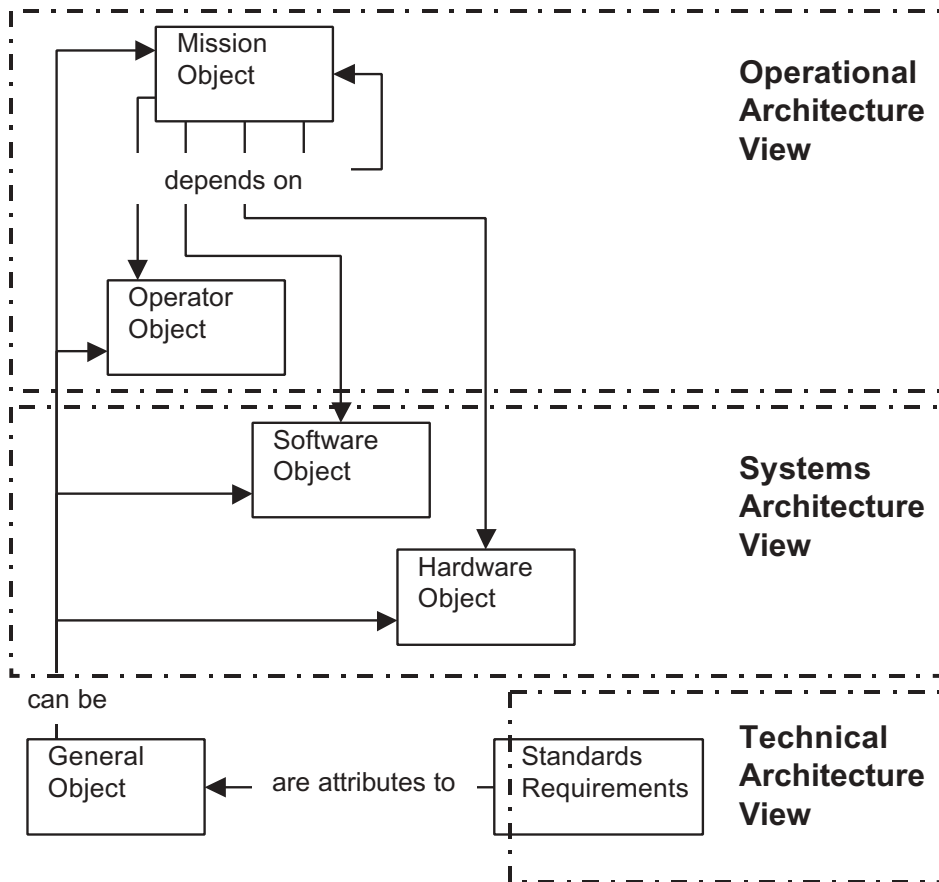 Mission
Object
Operational
Architecture
View
depends on
Operator
Object
Software
Object
Systems
Architecture
View
Hardware
Object
can be
General
Object
are attributes to
Standards
Requirements
Technical
Architecture
View